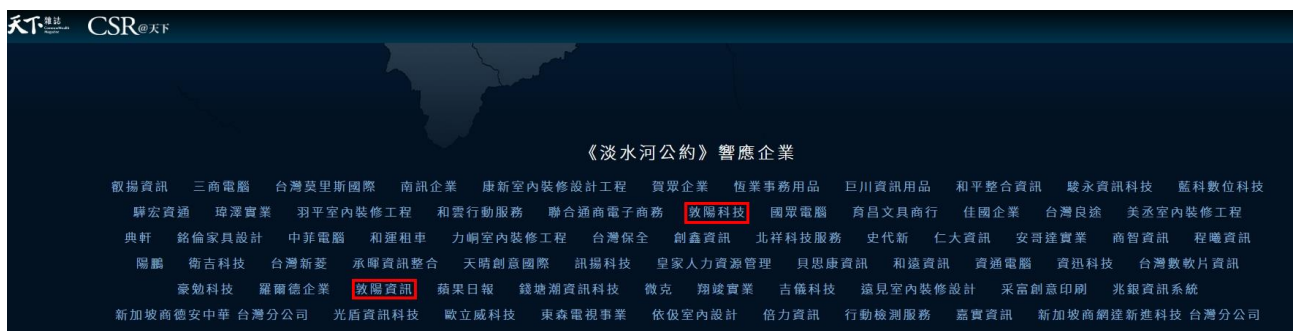 天下 雜誌 CSR@天下
《淡水河公約》響應企業
叡揚資訊 三商電腦 台灣莫里斯國際 南訊企業 康新室內裝修設計工程 賀眾企業 恆業事務用品 巨川資訊用品 和平整合資訊 駿永資訊科技 藍科數位科技
驊宏資通 瑋澤實業 羽平室內裝修工程 和雲行動服務 聯合通商電子商務 敦陽科技 國眾電腦 育昌文具商行 佳國企業 台灣良途 美丞室內裝修工程
典軒 銘倫家具設計 中菲電腦 和運租車 力峒室內裝修工程 台灣保全 創鑫資訊 北祥科技服務 史代新 仁大資訊 安哥達實業 商智資訊 程曦資訊
陽鵬 衛吉科技 台灣新菱 承暉資訊整合 天晴創意國際 訊揚科技 皇家人力資源管理 貝思康資訊 和遠資訊 資通電腦 資迅科技 台灣數軟片資訊
豪勉科技 羅爾德企業 敦陽資訊 蘋果日報 錢塘潮資訊科技 微克 翔竣實業 吉儀科技 遠見室內裝修設計 采富創意印刷 兆銀資訊系統
新加坡商德安中華 台灣分公司 光盾資訊科技 歐立威科技 東森電視事業 依伋室內設計 倍力資訊 行動檢測服務 嘉實資訊 新加坡商網達新進科技 台灣分公司